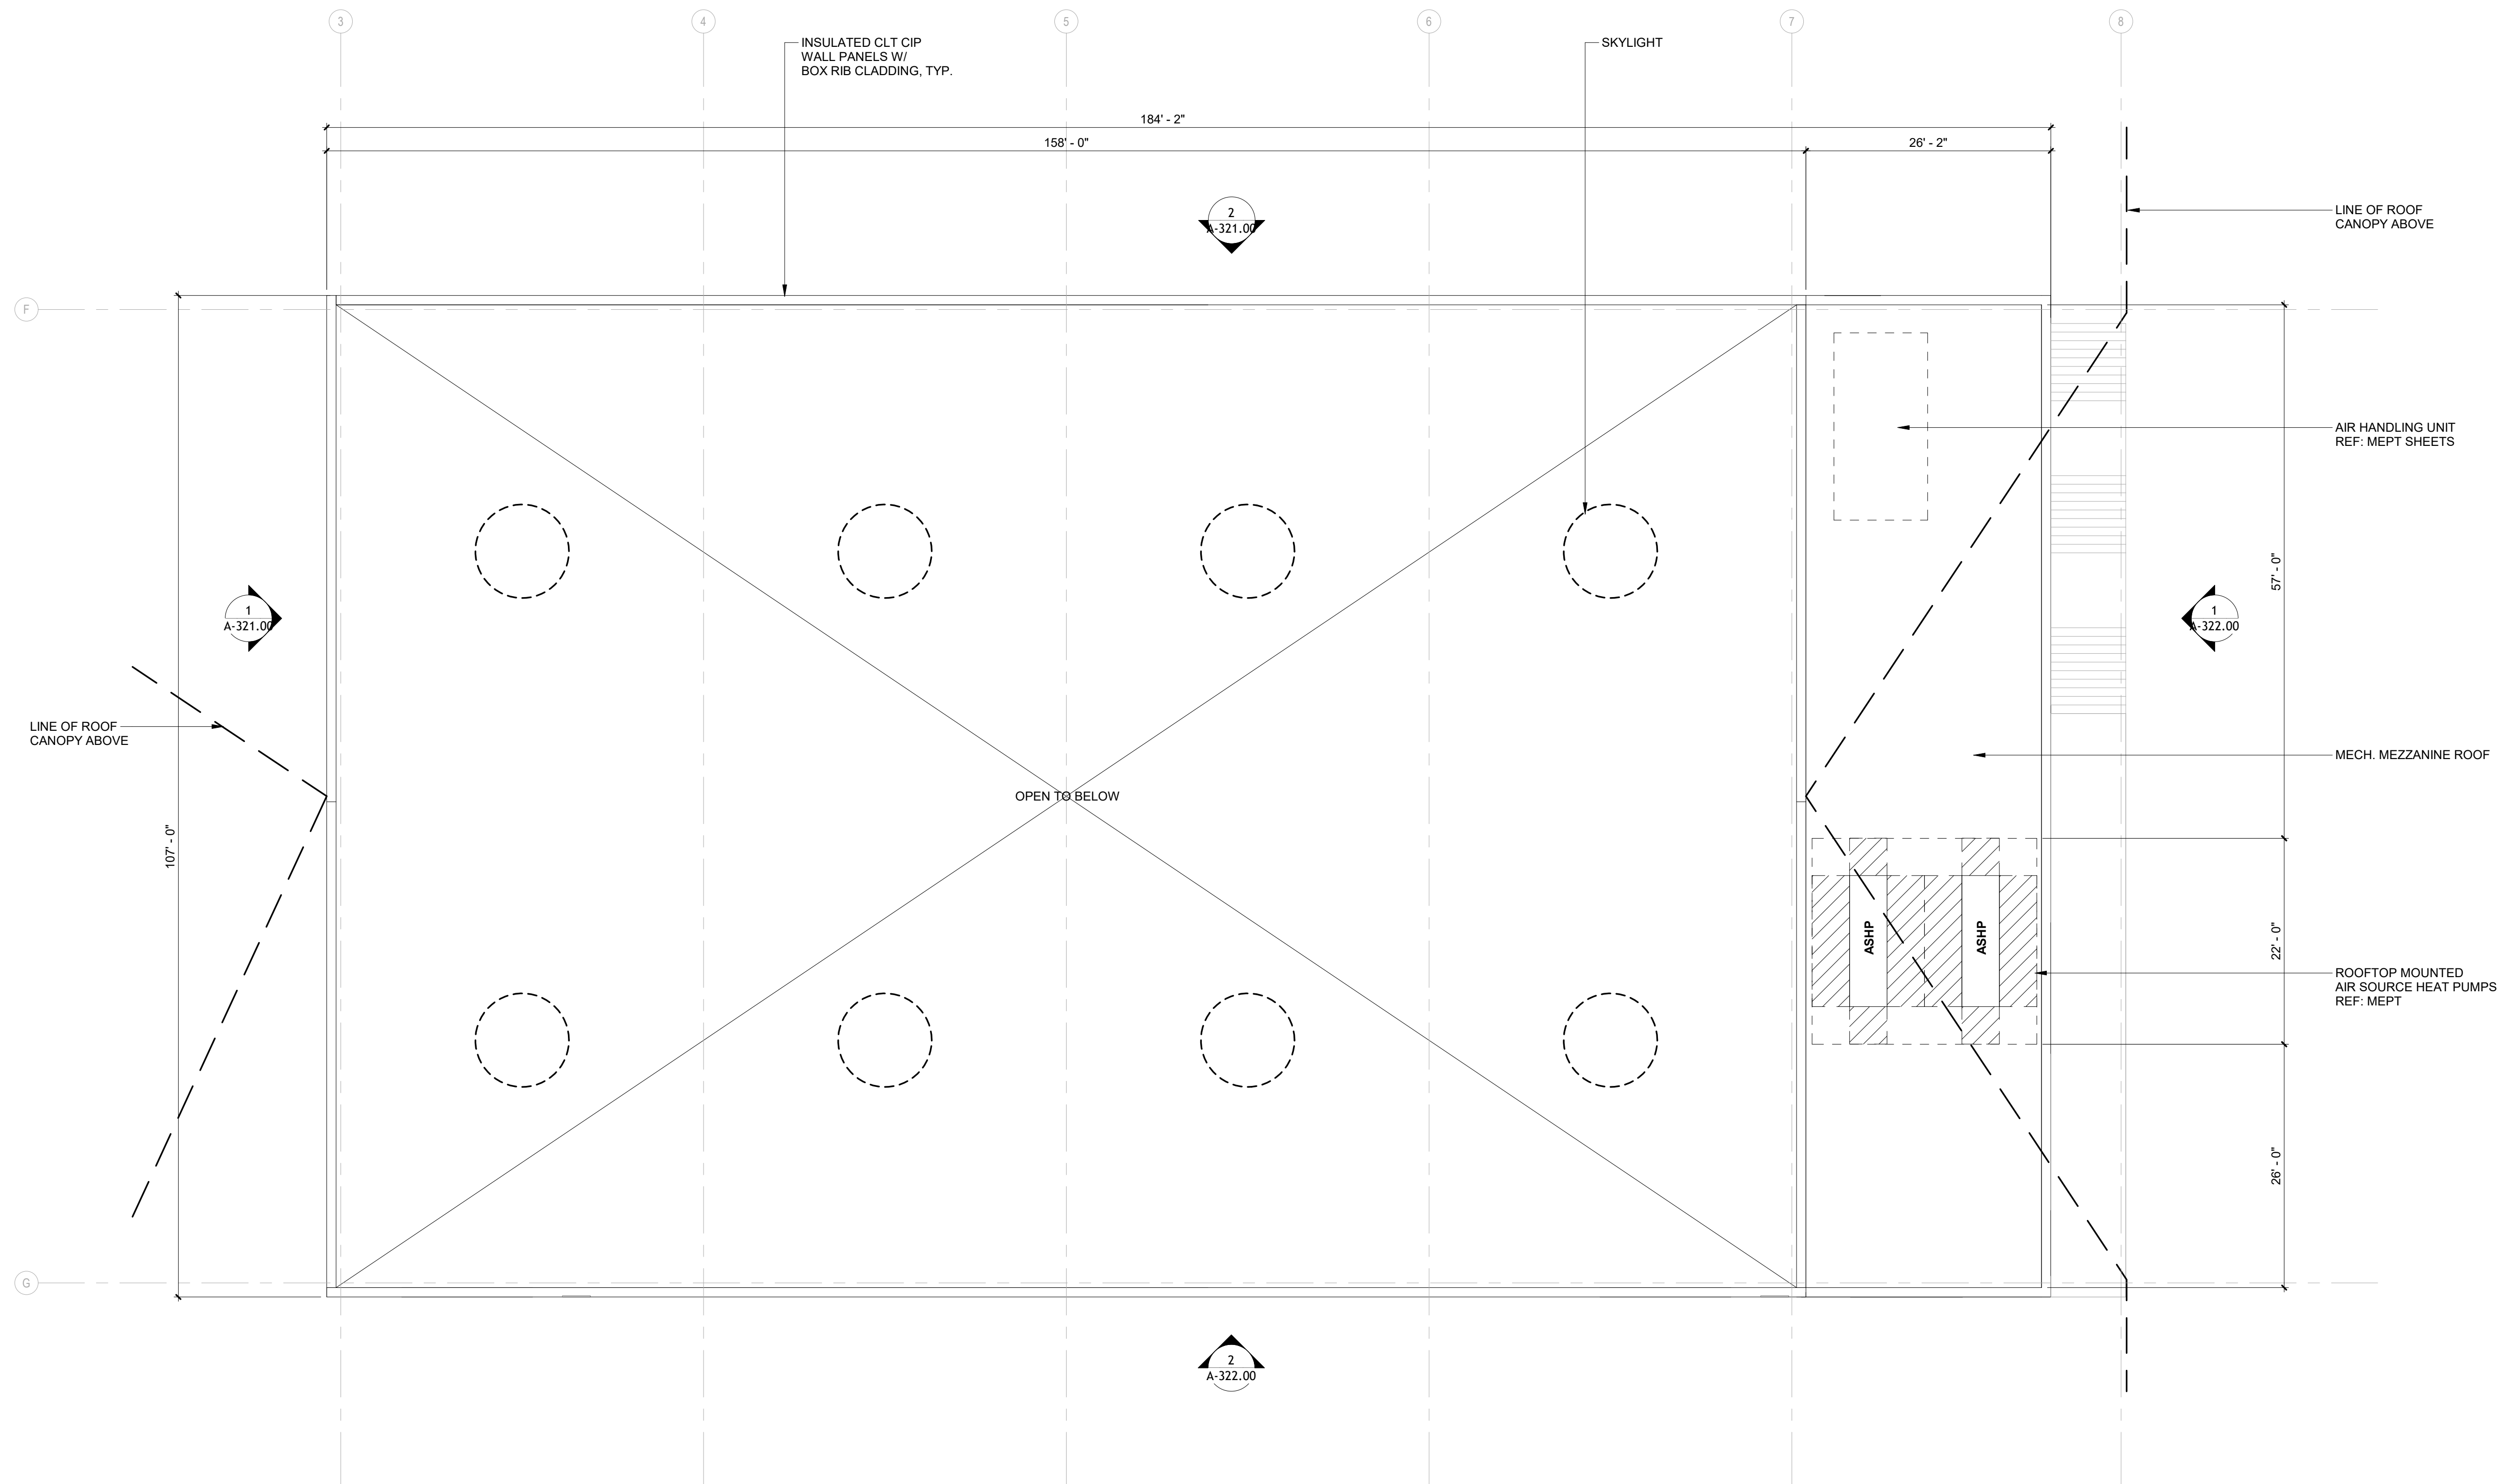 3
4
5
6
7
8
INSULATED CLT CIP
WALL PANELS W/
BOX RIB CLADDING, TYP.
SKYLIGHT
184' - 2"
158' - 0"
26' - 2"
2
A-321.00
LINE OF ROOF
CANOPY ABOVE
F
AIR HANDLING UNIT
REF: MEPT SHEETS
57' - 0"
1
A-321.00
1
A-322.00
LINE OF ROOF
CANOPY ABOVE
MECH. MEZZANINE ROOF
OPEN TO BELOW
107' - 0"
ASHP
ASHP
22' - 0"
ROOFTOP MOUNTED
AIR SOURCE HEAT PUMPS
REF: MEPT
26' - 0"
G
2
A-322.00